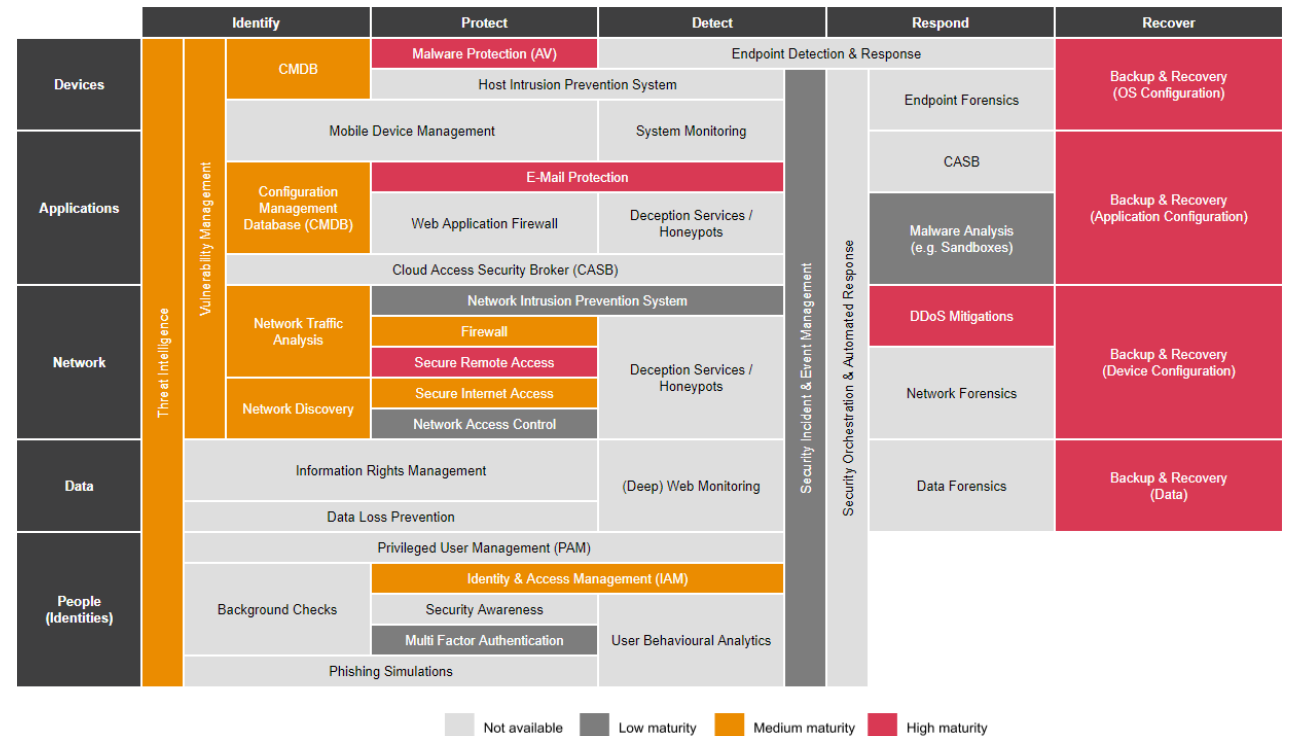 Identify
Protect
Detect
Respond
Recover
Devices
Applications
Network
Data
People
(Identities)
Threat Intelligence
Vulnerability Management
CMDB
Malware Protection (AV)
Endpoint Detection & Response
Host Intrusion Prevention System
Mobile Device Management
System Monitoring
Endpoint Forensics
Backup & Recovery
(OS Configuration)
Configuration
Management
Database (CMDB)
E-Mail Protection
Web Application Firewall
Deception Services /
Honeypots
Cloud Access Security Broker (CASB)
CASB
Malware Analysis
(e.g. Sandboxes)
Backup & Recovery
(Application Configuration)
Network Traffic
Analysis
Network Discovery
Network Intrusion Prevention System
Firewall
Secure Remote Access
Secure Internet Access
Network Access Control
Deception Services /
Honeypots
Security Incident & Event Management
Security Orchestration & Automated Response
DDoS Mitigations
Network Forensics
Backup & Recovery
(Device Configuration)
Information Rights Management
Data Loss Prevention
(Deep) Web Monitoring
Data Forensics
Backup & Recovery
(Data)
Privileged User Management (PAM)
Background Checks
Identity & Access Management (IAM)
Security Awareness
Multi Factor Authentication
User Behavioural Analytics
Phishing Simulations
Not available
Low maturity
Medium maturity
High maturity